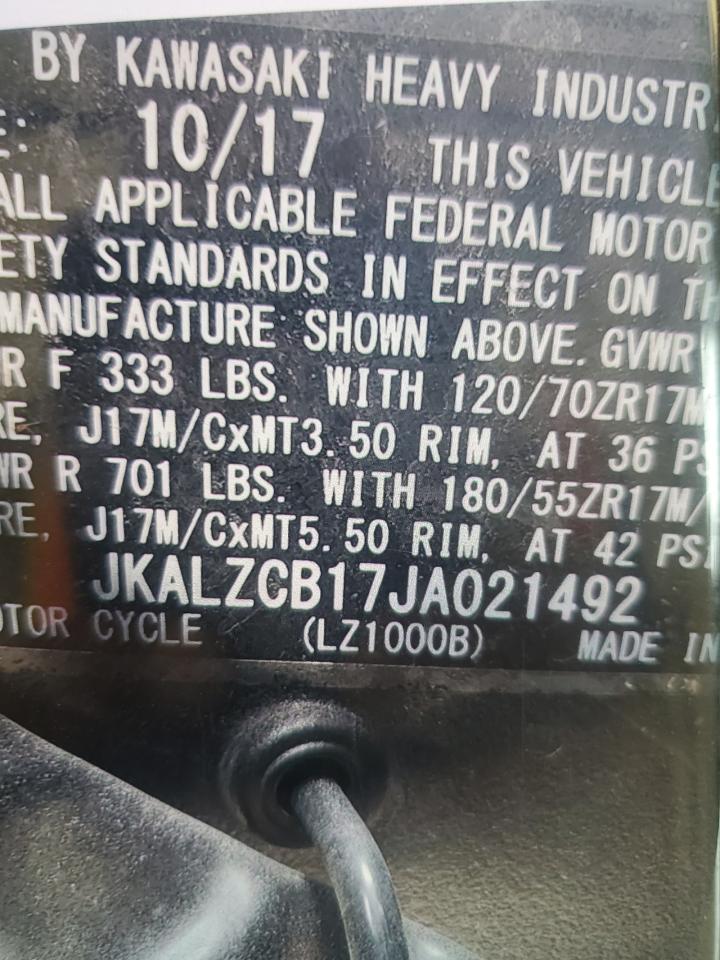 BY KAWASAKI HEAVY INDUSTR
E: 10/17 THIS VEHICLE
ALL APPLICABLE FEDERAL MOTOR
ETY STANDARDS IN EFFECT ON TH
MANUFACTURE SHOWN ABOVE. GVWR
R F 333 LBS. WITH 120/70ZR17M
RE, J17M/CxMT3.50 RIM, AT 36 PS
WR R 701 LBS. WITH 180/55ZR17M/
RE, J17M/CxMT5.50 RIM, AT 42 PSI
JKALZCB17JA021492
OTOR CYCLE (LZ1000B) MADE IN